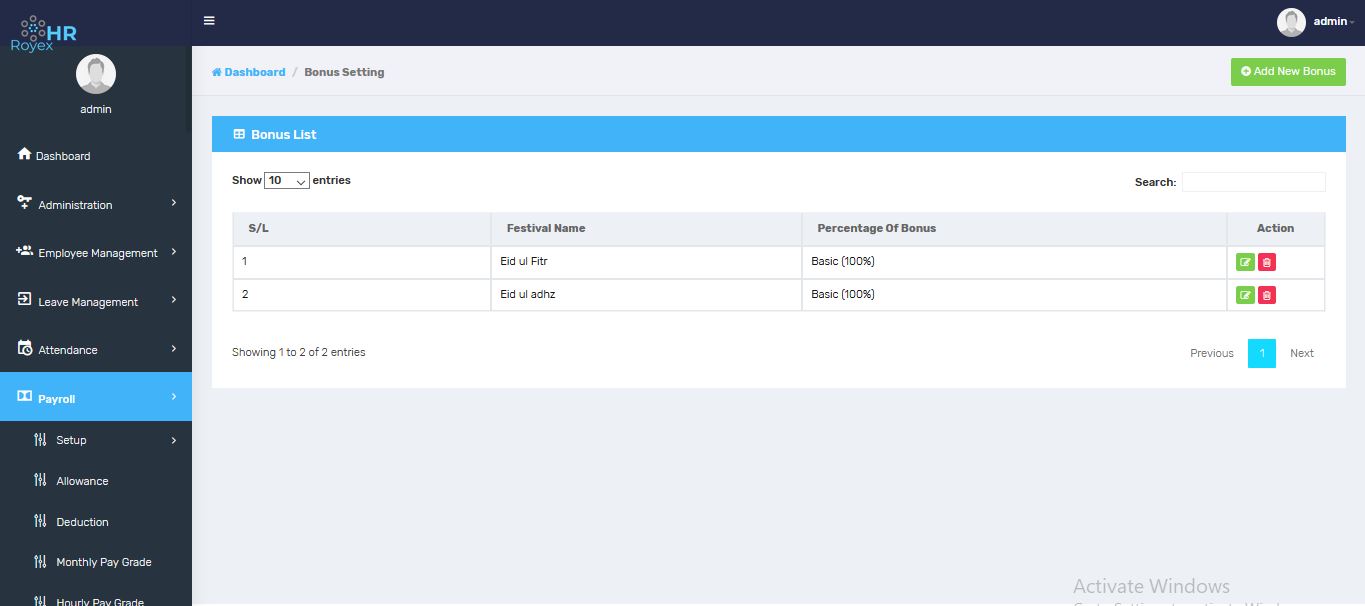 HR
Royex
admin
admin
Dashboard / Bonus Setting
Add New Bonus
Dashboard
Administration
Employee Management
Leave Management
Attendance
Payroll
Setup
Allowance
Deduction
Monthly Pay Grade
Hourly Pay Grade
Bonus List
Show 10 entries
Search:
S/L Festival Name Percentage Of Bonus Action
1 Eid ul Fitr Basic (100%)
2 Eid ul adhz Basic (100%)
Showing 1 to 2 of 2 entries
Previous 1 Next
Activate Windows